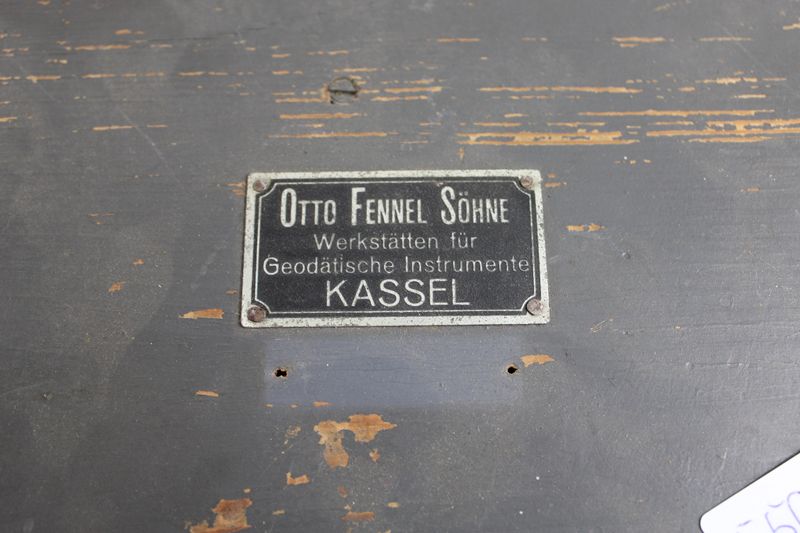 OTTO FENNEL SÖHNE
Werkstätten für
Geodätische Instrumente
KASSEL